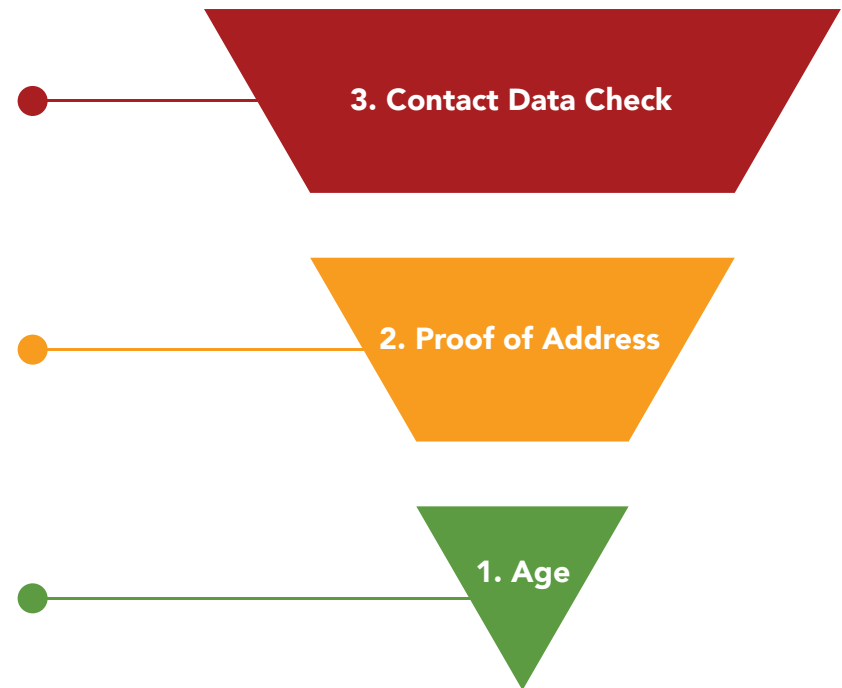 3. Contact Data Check
2. Proof of Address
1. Age